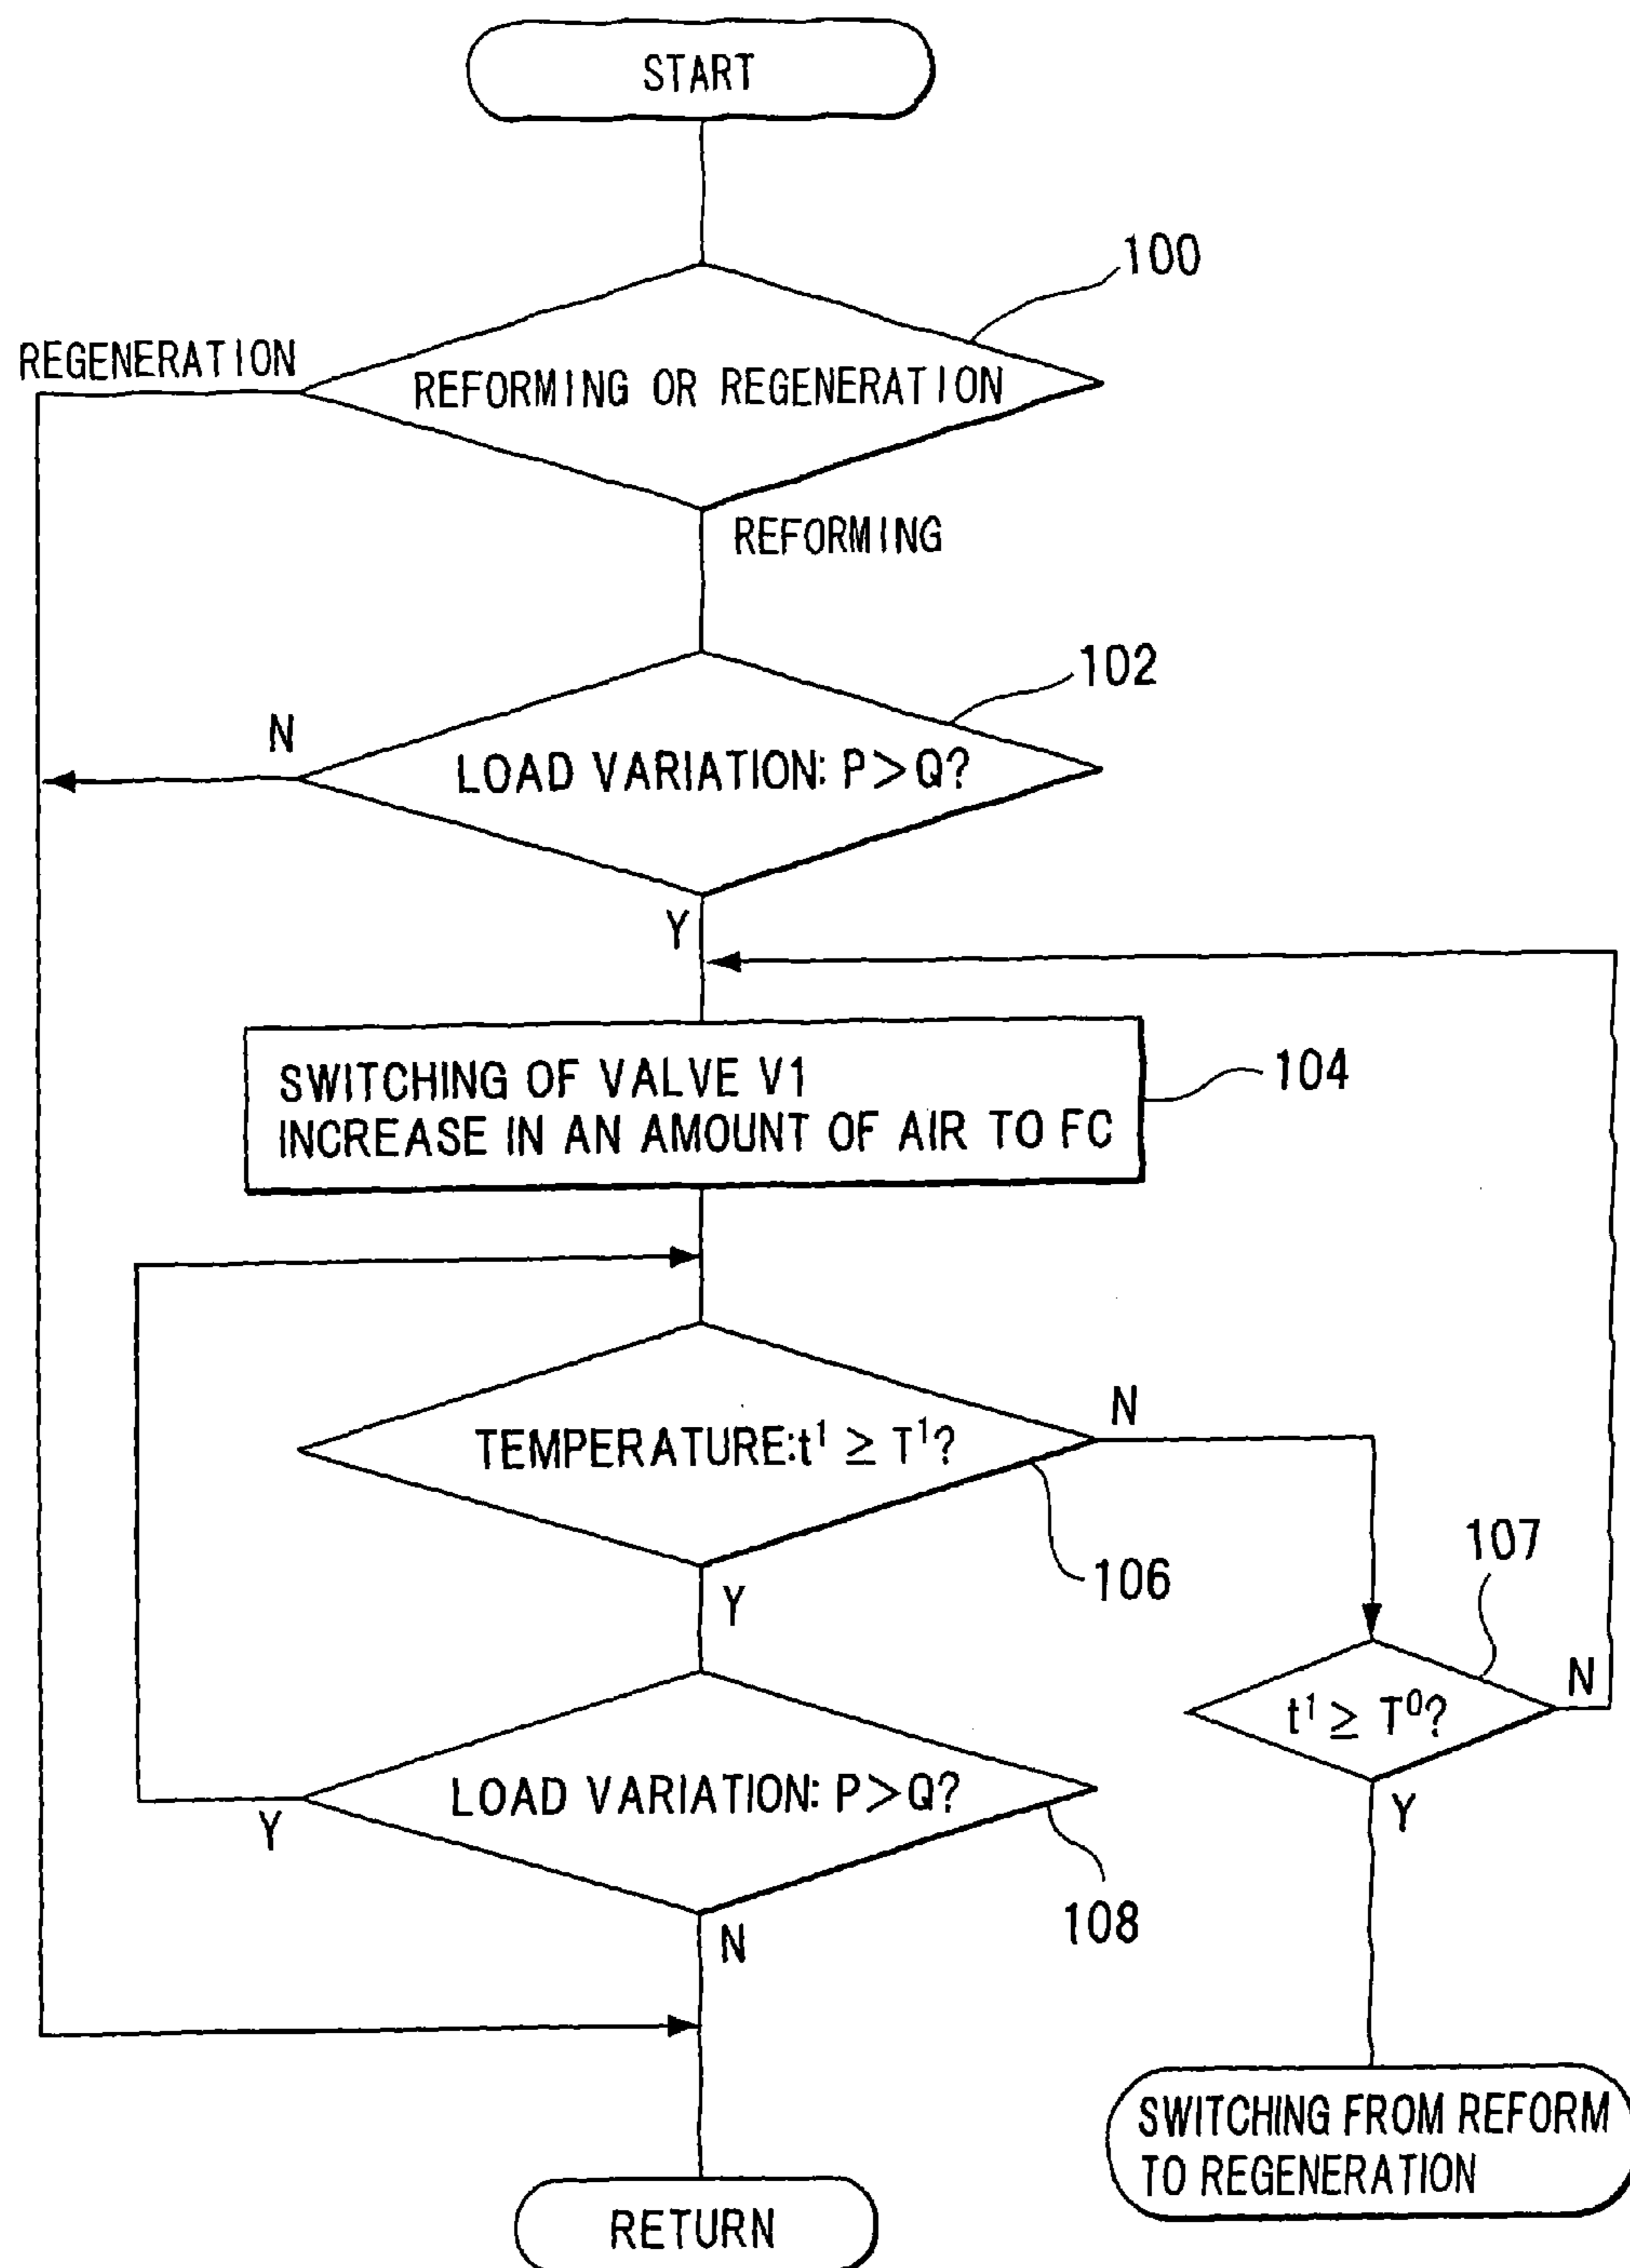 START
100
REGENERATION
REFORMING OR REGENERATION
REFORMING
102
N
LOAD VARIATION: P>Q?
Y
SWITCHING OF VALVE V1
INCREASE IN AN AMOUNT OF AIR TO FC
104
N
TEMPERATURE:t¹ ≥ T¹?
106
107
Y
N
t¹ ≥ T⁰?
LOAD VARIATION: P>Q?
Y
Y
108
N
SWITCHING FROM REFORM
TO REGENERATION
RETURN